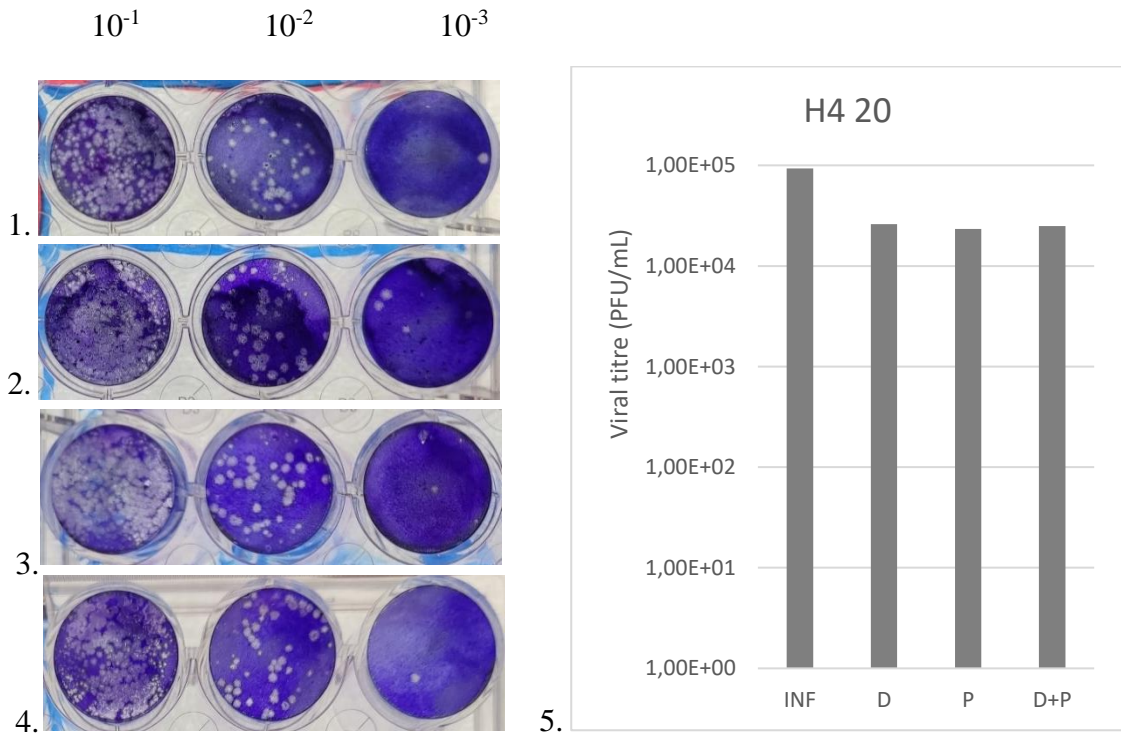 10⁻¹ 10⁻² 10⁻³
1.
2.
3.
4.
5.
H4 20
Viral titre (PFU/mL)
1,00E+05
1,00E+04
1,00E+03
1,00E+02
1,00E+01
1,00E+00
INF D P D+P